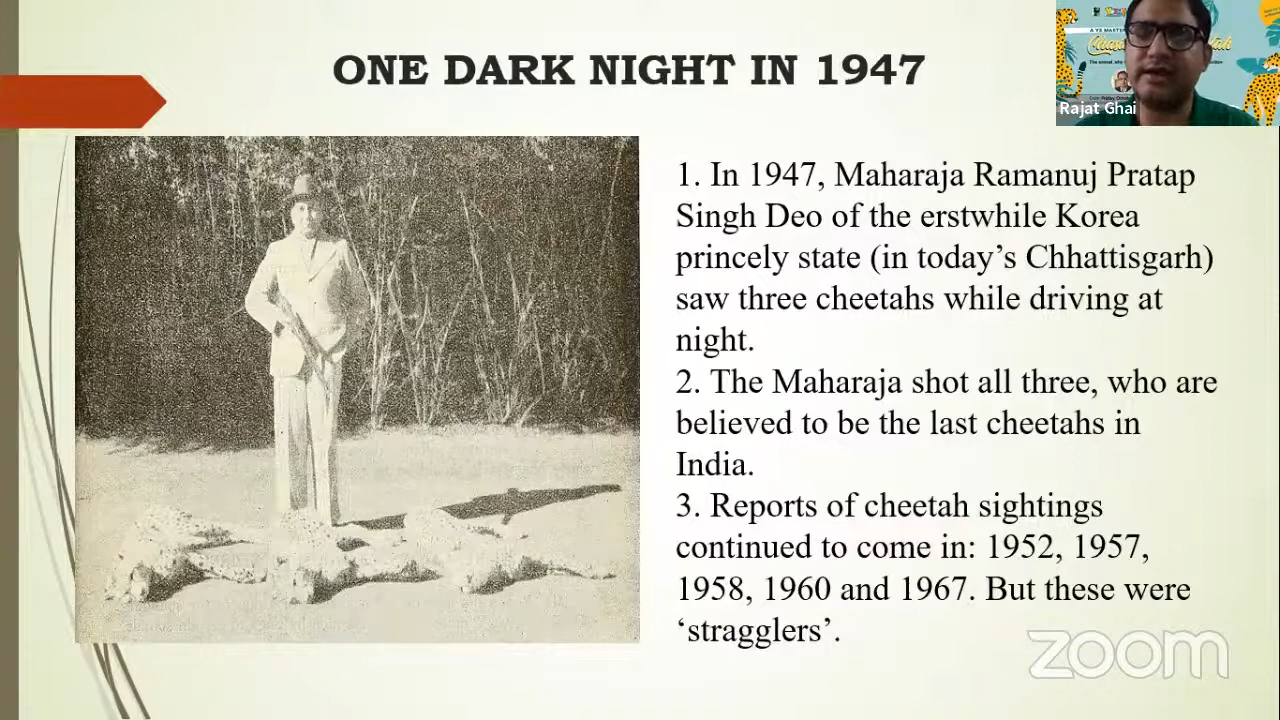 ONE DARK NIGHT IN 1947
Rajat Ghai
1. In 1947, Maharaja Ramanuj Pratap
Singh Deo of the erstwhile Korea
princely state (in today’s Chhattisgarh)
saw three cheetahs while driving at
night.
2. The Maharaja shot all three, who are
believed to be the last cheetahs in
India.
3. Reports of cheetah sightings
continued to come in: 1952, 1957,
1958, 1960 and 1967. But these were
‘stragglers’.
zoom